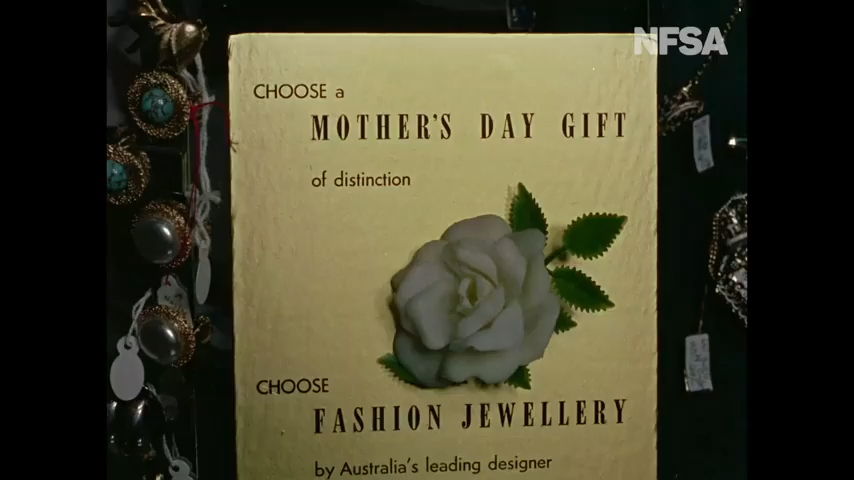 NFSA
CHOOSE a
MOTHER'S DAY GIFT
of distinction
CHOOSE
FASHION JEWELLERY
by Australia's leading designer